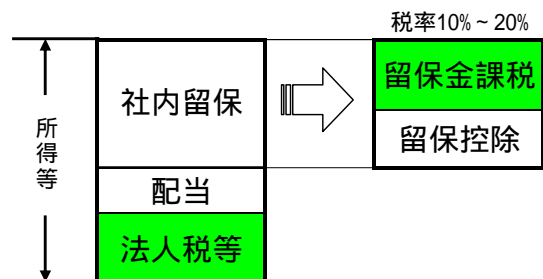 税率10%~20%
所得等
社内留保
配当
法人税等
留保金課税
留保控除